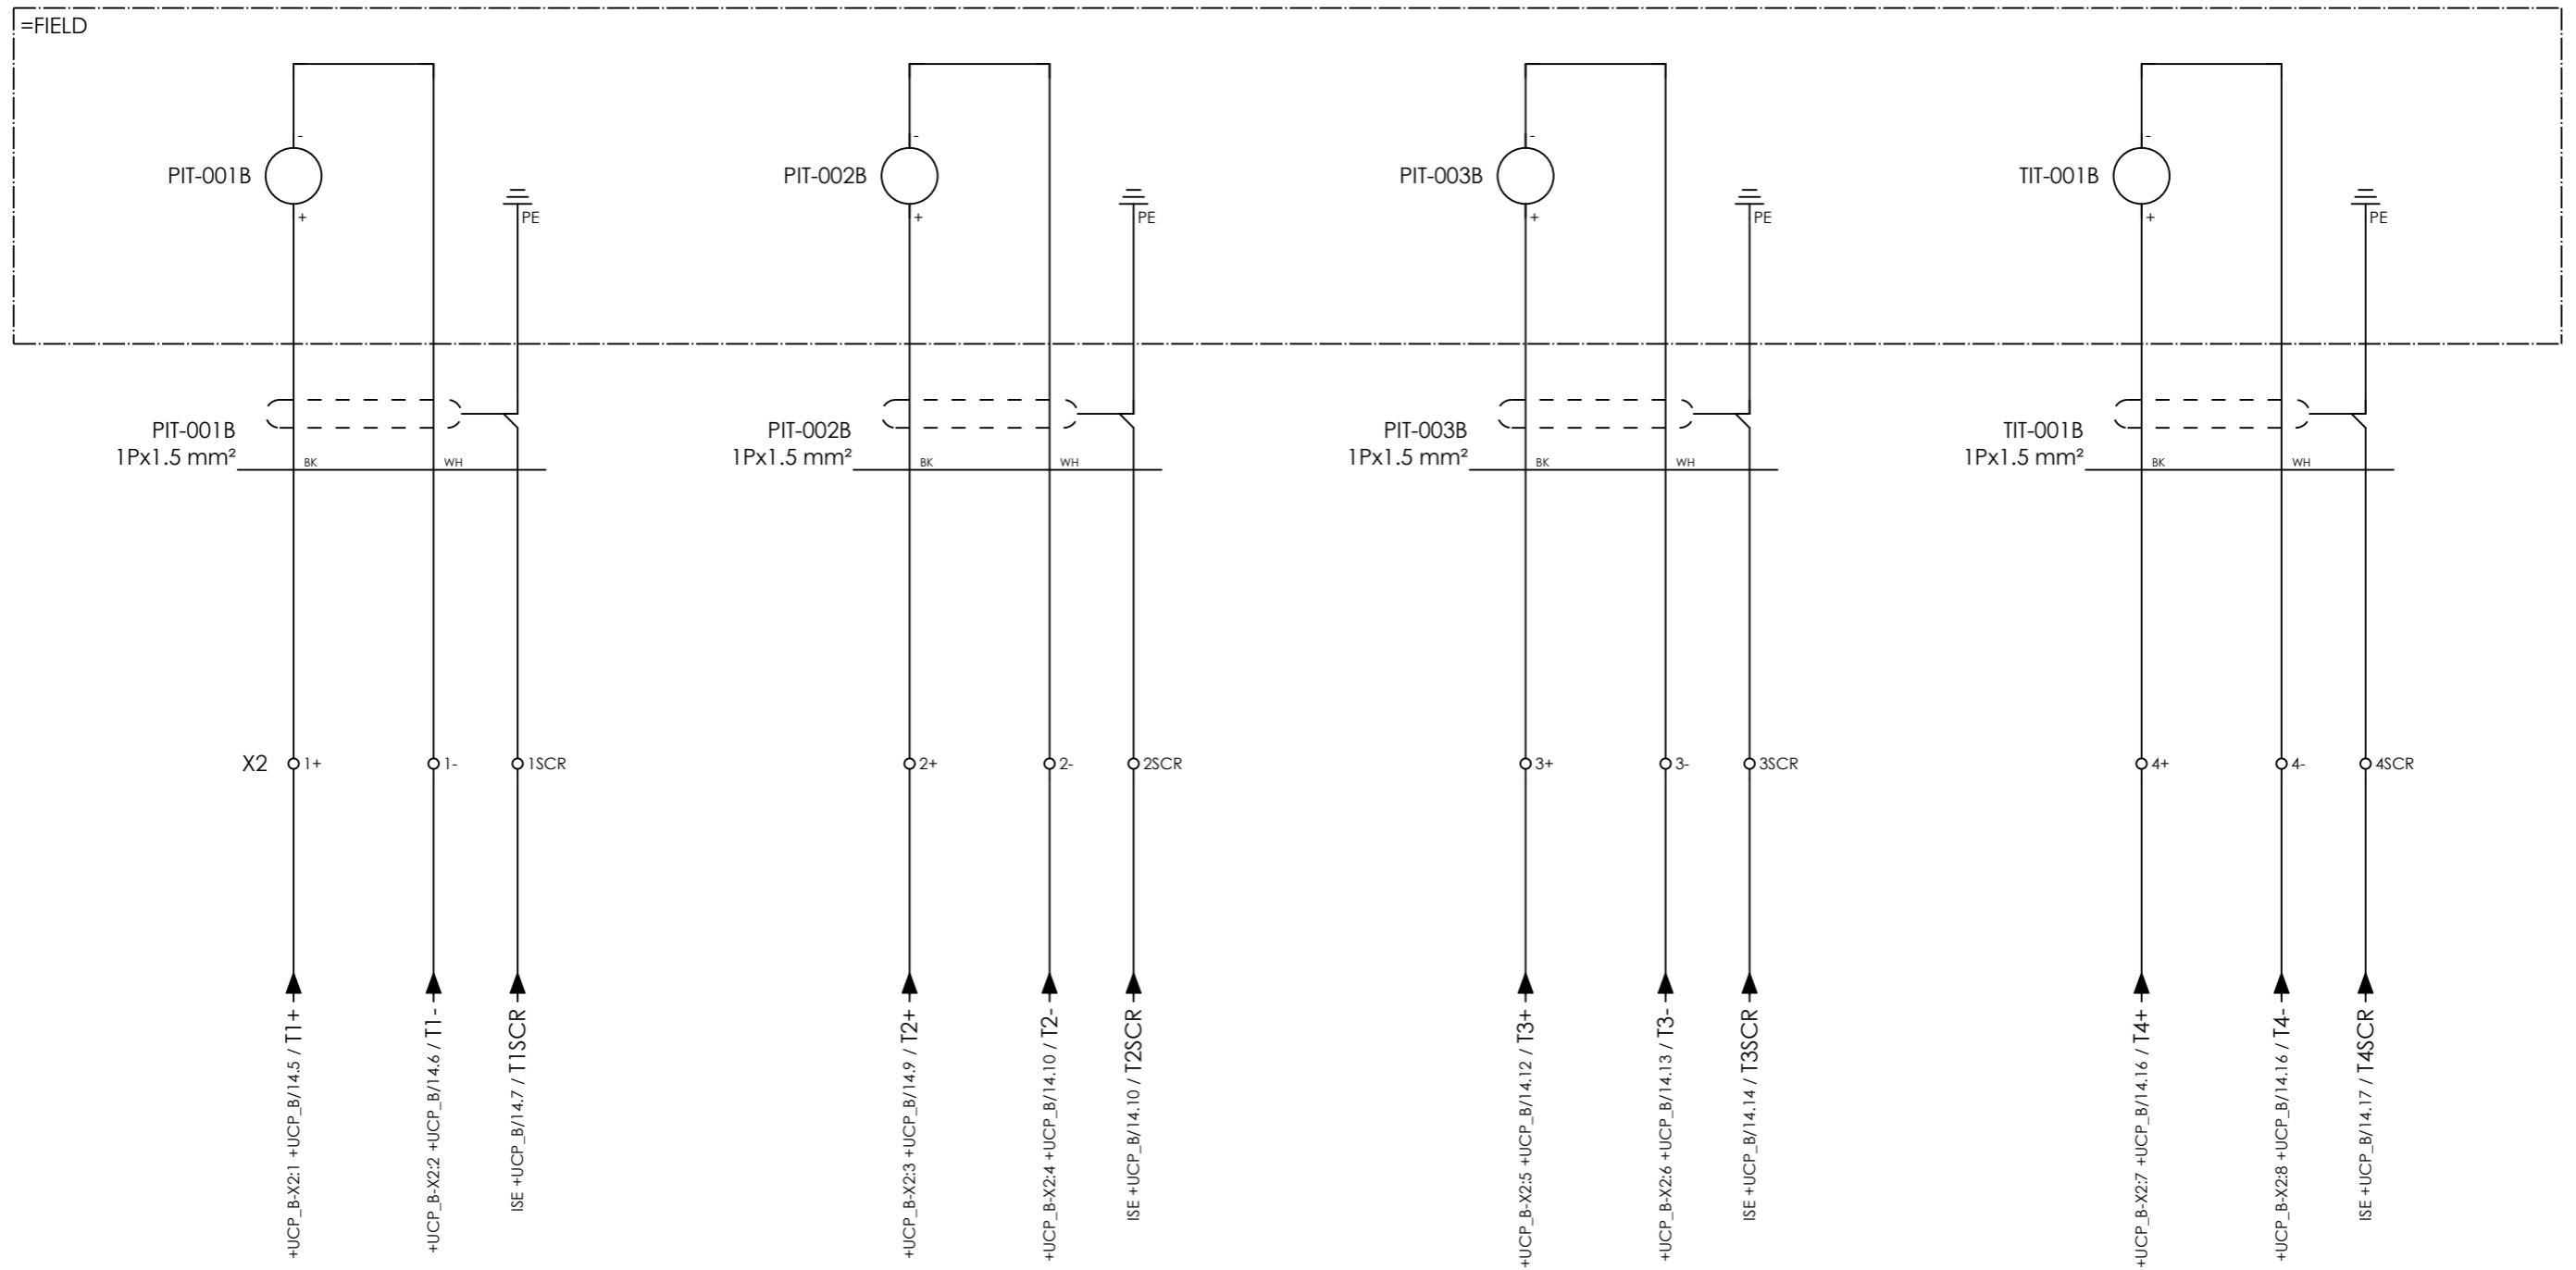 =FIELD
- - - -
PIT-001B PIT-002B PIT-003B TIT-001B
+ PE + PE + PE + PE
PIT-001B PIT-002B PIT-003B TIT-001B
1Px1.5 mm² BK WH 1Px1.5 mm² BK WH 1Px1.5 mm² BK WH 1Px1.5 mm² BK WH
X2 1+ 1- 1SCR 2+ 2- 2SCR 3+ 3- 3SCR 4+ 4- 4SCR
+UCP_B-X2:1 +UCP_B/14.5 / T1+
+UCP_B-X2:2 +UCP_B/14.6 / T1-
ISE +UCP_B/14.7 / T1SCR
+UCP_B-X2:3 +UCP_B/14.9 / T2+
+UCP_B-X2:4 +UCP_B/14.10 / T2-
ISE +UCP_B/14.10 / T2SCR
+UCP_B-X2:5 +UCP_B/14.12 / T3+
+UCP_B-X2:6 +UCP_B/14.13 / T3-
ISE +UCP_B/14.14 / T3SCR
+UCP_B-X2:7 +UCP_B/14.16 / T4+
+UCP_B-X2:8 +UCP_B/14.16 / T4-
ISE +UCP_B/14.17 / T4SCR